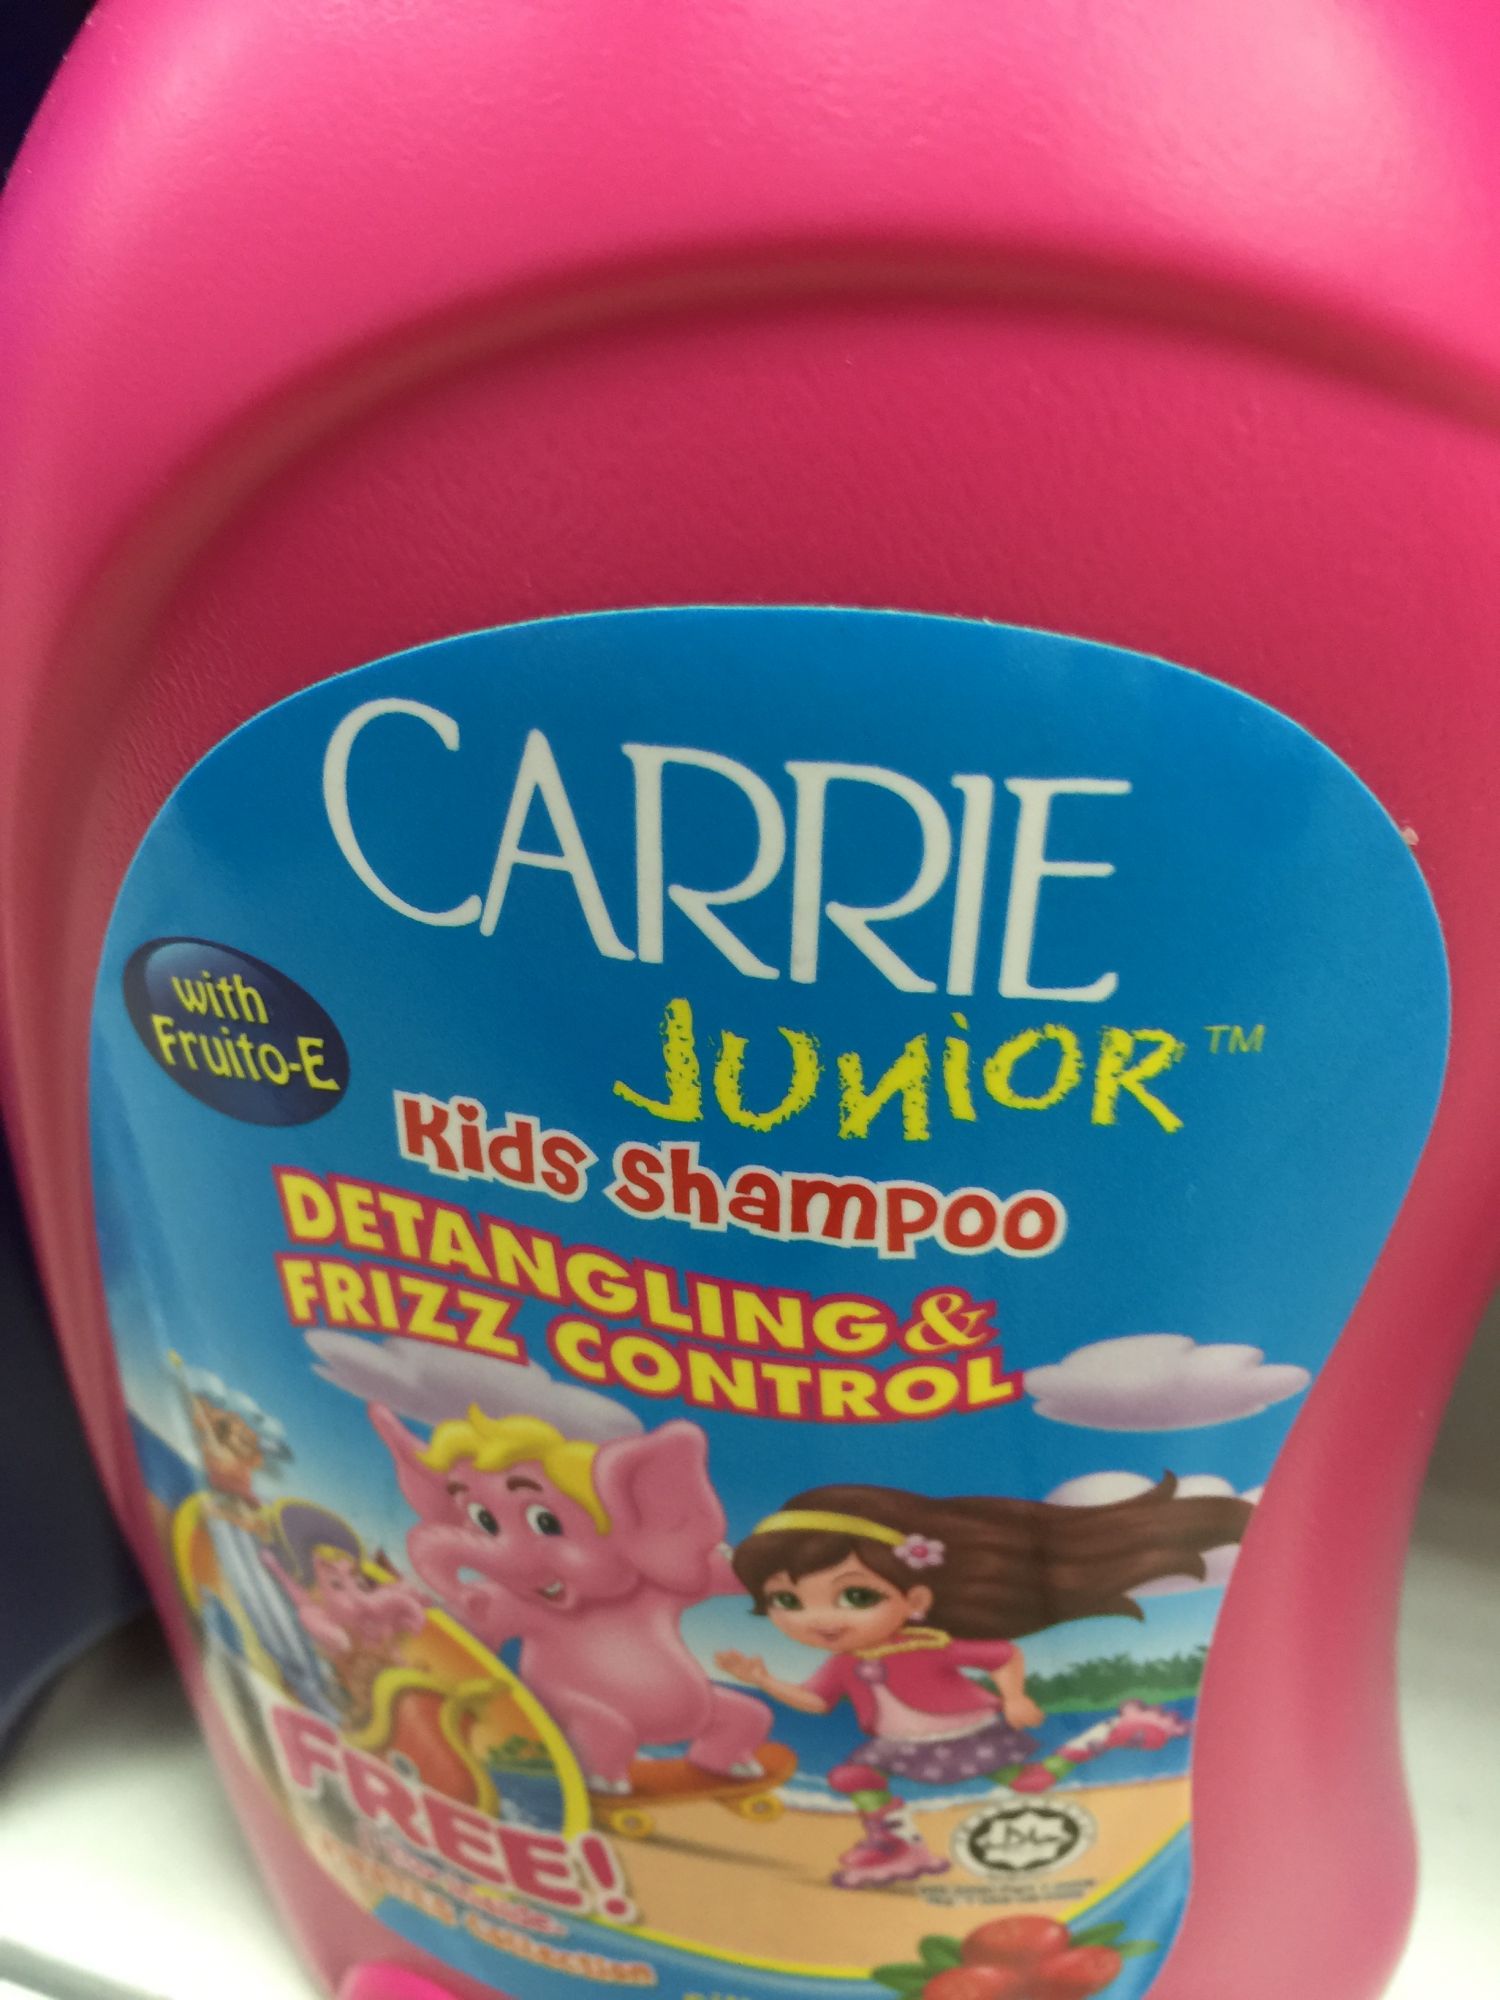 CARRIE
JUNIOR™
with
Fruito-E
Kids Shampoo
DETANGLING &
FRIZZ CONTROL
FREE!